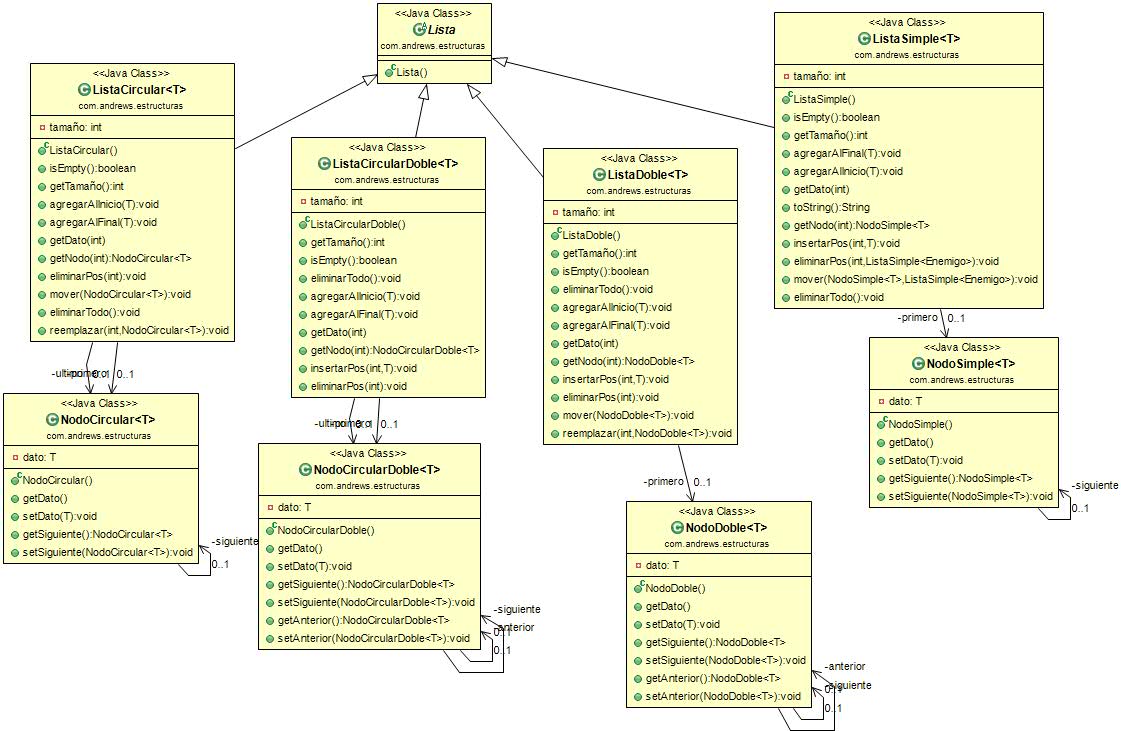 <<Java Class>>
Lista
com.andrews.estructuras
Lista()
<<Java Class>>
ListaSimple<T>
com.andrews.estructuras
tamaño: int
ListaSimple()
isEmpty():boolean
getTamaño():int
agregarAlFinal(T):void
agregarAlInicio(T):void
getDato(int)
toString():String
getNodo(int):NodoSimple<T>
insertarPos(int,T):void
eliminarPos(int,ListaSimple<Enemigo>):void
mover(NodoSimple<T>,ListaSimple<Enemigo>):void
eliminarTodo():void
<<Java Class>>
ListaCircular<T>
com.andrews.estructuras
tamaño: int
ListaCircular()
isEmpty():boolean
getTamaño():int
agregarAlInicio(T):void
agregarAlFinal(T):void
getDato(int)
getNodo(int):NodoCircular<T>
eliminarPos(int):void
mover(NodoCircular<T>):void
eliminarTodo():void
reemplazar(int,NodoCircular<T>):void
<<Java Class>>
ListaCircularDoble<T>
com.andrews.estructuras
tamaño: int
ListaCircularDoble()
getTamaño():int
isEmpty():boolean
eliminarTodo():void
agregarAlInicio(T):void
agregarAlFinal(T):void
getDato(int)
getNodo(int):NodoCircularDoble<T>
insertarPos(int,T):void
eliminarPos(int):void
<<Java Class>>
ListaDoble<T>
com.andrews.estructuras
tamaño: int
ListaDoble()
getTamaño():int
isEmpty():boolean
eliminarTodo():void
agregarAlInicio(T):void
agregarAlFinal(T):void
getDato(int)
getNodo(int):NodoDoble<T>
insertarPos(int,T):void
eliminarPos(int):void
mover(NodoDoble<T>):void
reemplazar(int,NodoDoble<T>):void
-primero 0..1
<<Java Class>>
NodoSimple<T>
com.andrews.estructuras
dato: T
NodoSimple()
getDato()
setDato(T):void
getSiguiente():NodoSimple<T>
setSiguiente(NodoSimple<T>):void
-siguiente
0..1
-ultimo
-primero
0..1
0..1
<<Java Class>>
NodoCircular<T>
com.andrews.estructuras
dato: T
NodoCircular()
getDato()
setDato(T):void
getSiguiente():NodoCircular<T>
setSiguiente(NodoCircular<T>):void
-siguiente
0..1
-ultimo
-primero
0..1
0..1
<<Java Class>>
NodoCircularDoble<T>
com.andrews.estructuras
dato: T
NodoCircularDoble()
getDato()
setDato(T):void
getSiguiente():NodoCircularDoble<T>
setSiguiente(NodoCircularDoble<T>):void
getAnterior():NodoCircularDoble<T>
setAnterior(NodoCircularDoble<T>):void
-siguiente
-anterior
0..1
0..1
-primero 0..1
<<Java Class>>
NodoDoble<T>
com.andrews.estructuras
dato: T
NodoDoble()
getDato()
setDato(T):void
getSiguiente():NodoDoble<T>
setSiguiente(NodoDoble<T>):void
getAnterior():NodoDoble<T>
setAnterior(NodoDoble<T>):void
-anterior
-siguiente
0..1
0..1